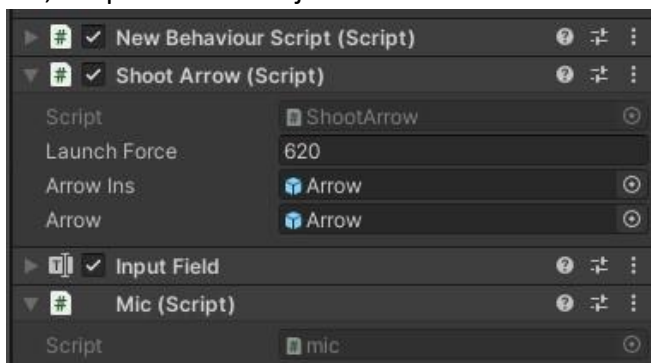 New Behaviour Script (Script)
Shoot Arrow (Script)
Script ShootArrow
Launch Force 620
Arrow Ins Arrow
Arrow Arrow
Input Field
Mic (Script)
Script mic